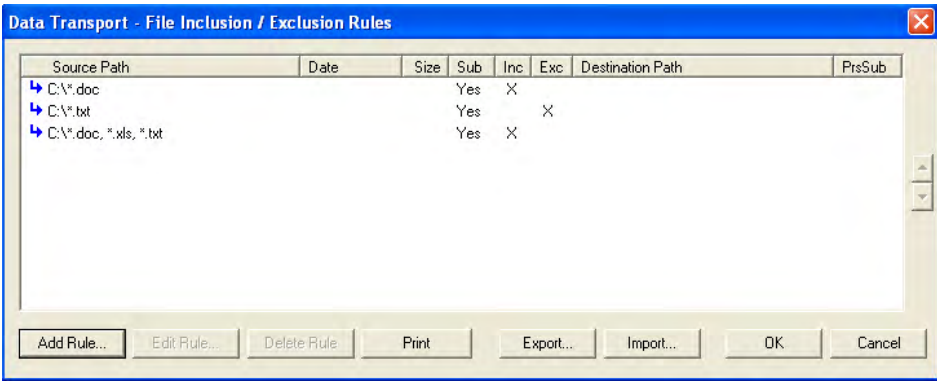 Data Transport - File Inclusion / Exclusion Rules
Source Path Date Size Sub Inc Exc Destination Path PrsSub
C:\*.doc Yes X
C:\*.txt Yes X
C:\*.doc, *.xls, *.txt Yes X
Add Rule... Edit Rule... Delete Rule Print Export... Import... OK Cancel